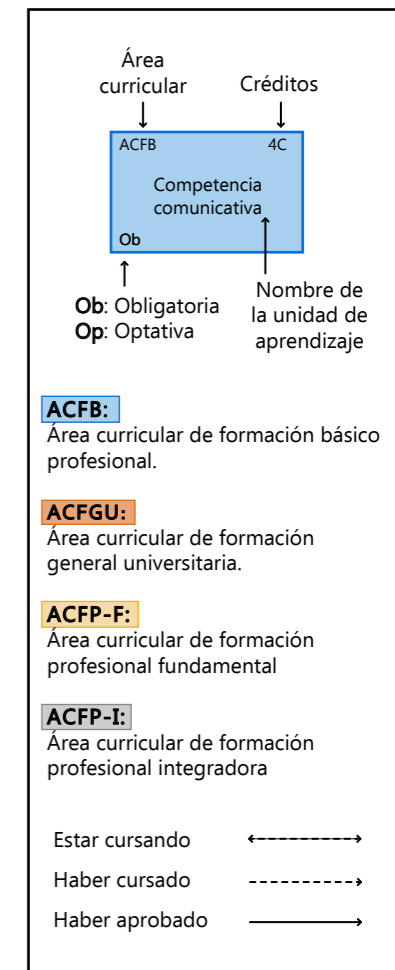 Área
curricular
Créditos
ACFB 4C
Competencia
comunicativa
Ob
Ob: Obligatoria
Op: Optativa
Nombre de
la unidad de
aprendizaje
ACFB:
Área curricular de formación básico
profesional.
ACFGU:
Área curricular de formación
general universitaria.
ACFP-F:
Área curricular de formación
profesional fundamental
ACFP-I:
Área curricular de formación
profesional integradora
Estar cursando
Haber cursado
Haber aprobado